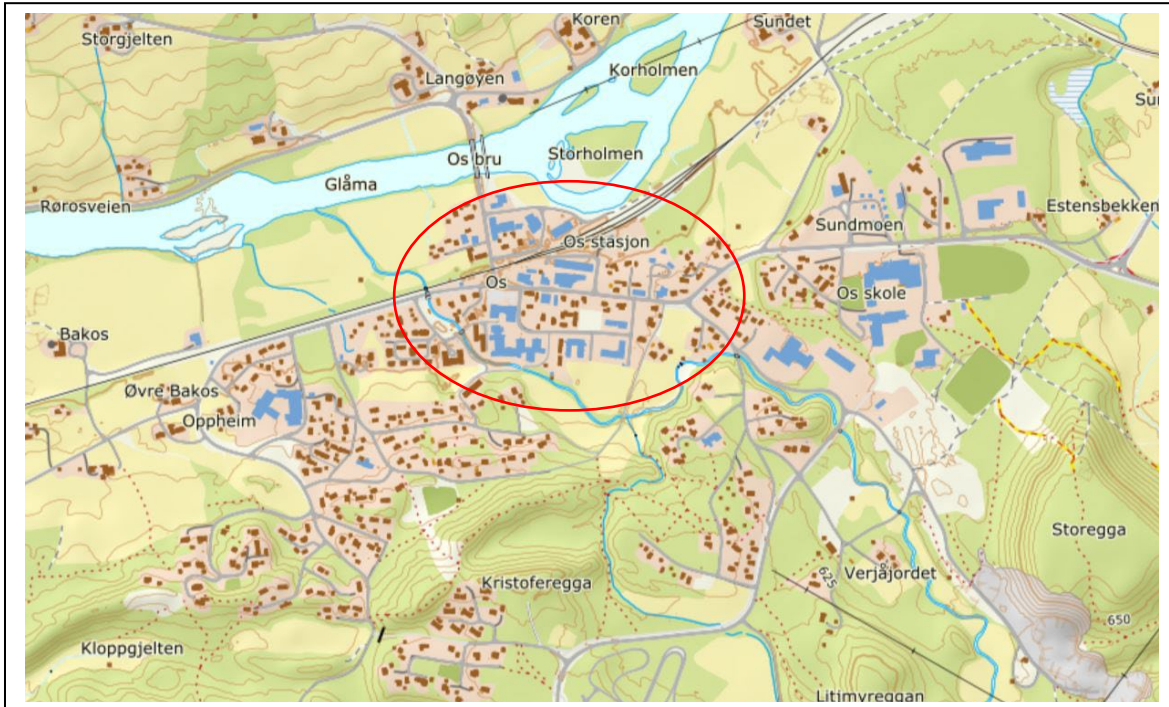 Koren
Sundet
Storgjelten
Langøyen
Korholmen
Os bru
Storholmen
Glåma
Rørosveien
Estensbekken
Sundmoen
Os stasjon
Os
Os skole
Bakos
Øvre Bakos
Oppheim
Storegga
Kristoferegga
Verjåjordet
625
650
Kloppgjelten
Litjmyreggan